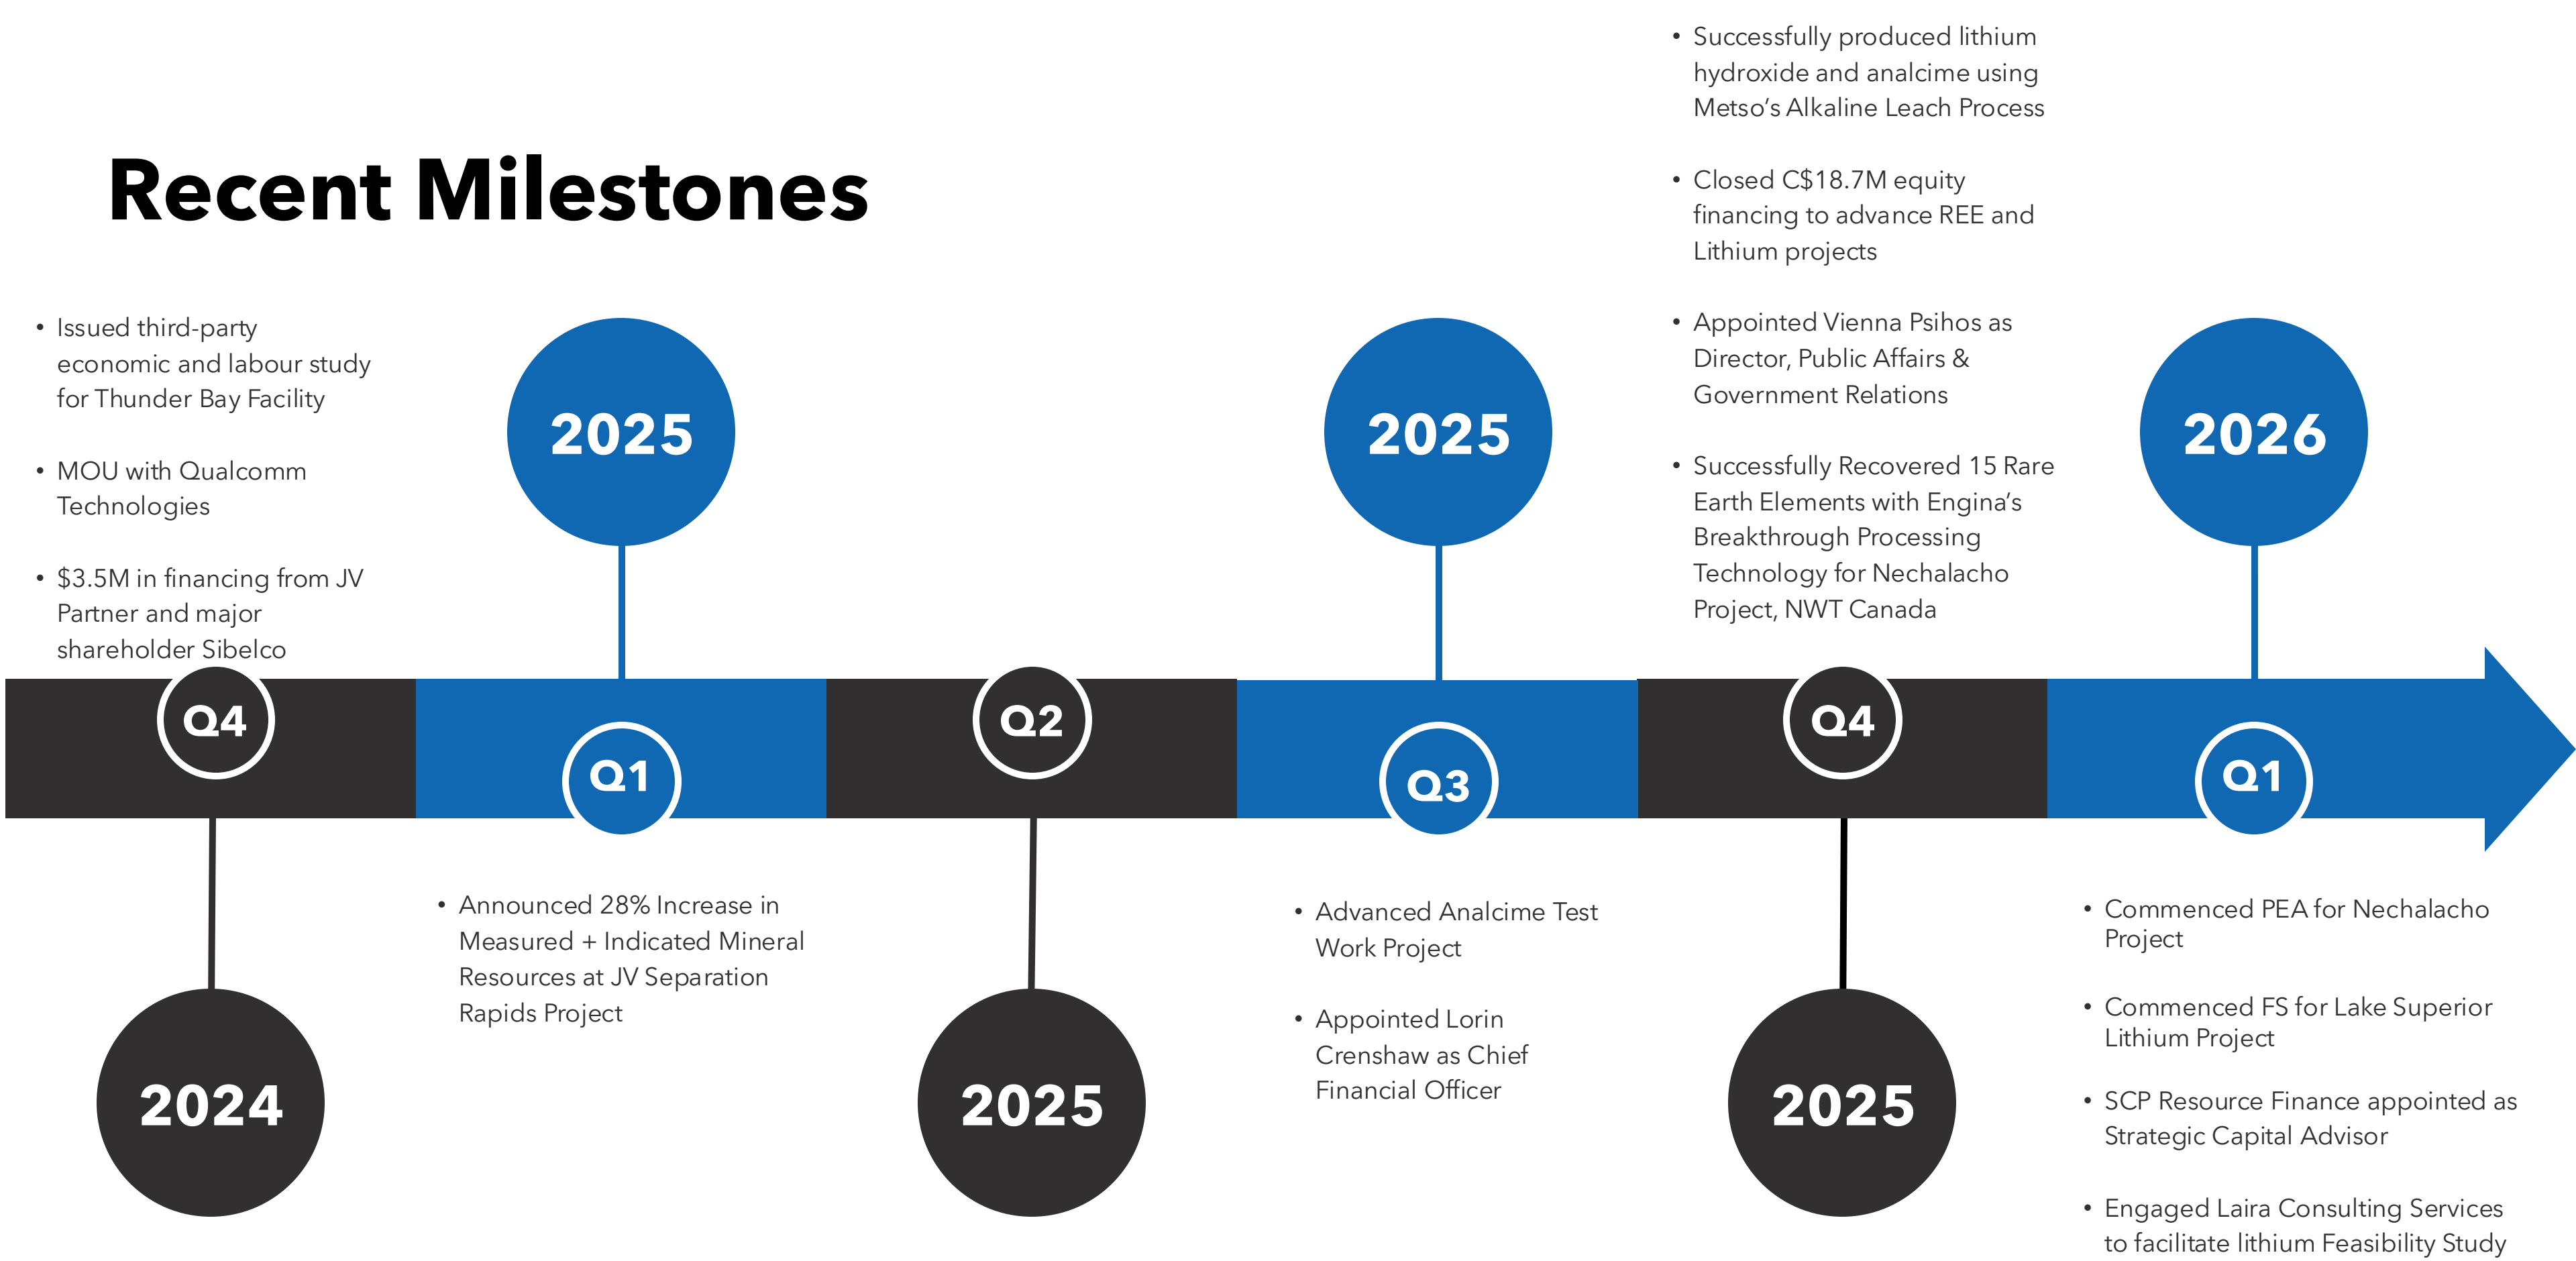 Recent Milestones
• Issued third-party
economic and labour study
for Thunder Bay Facility
• MOU with Qualcomm
Technologies
• $3.5M in financing from JV
Partner and major
shareholder Sibelco
Q4
2024
2025
Q1
• Announced 28% Increase in
Measured + Indicated Mineral
Resources at JV Separation
Rapids Project
Q2
2025
2025
Q3
• Advanced Analcime Test
Work Project
• Appointed Lorin
Crenshaw as Chief
Financial Officer
• Successfully produced lithium
hydroxide and analcime using
Metso’s Alkaline Leach Process
• Closed C$18.7M equity
financing to advance REE and
Lithium projects
• Appointed Vienna Psihos as
Director, Public Affairs &
Government Relations
• Successfully Recovered 15 Rare
Earth Elements with Engina’s
Breakthrough Processing
Technology for Nechalacho
Project, NWT Canada
Q4
2025
2026
Q1
• Commenced PEA for Nechalacho
Project
• Commenced FS for Lake Superior
Lithium Project
• SCP Resource Finance appointed as
Strategic Capital Advisor
• Engaged Laira Consulting Services
to facilitate lithium Feasibility Study